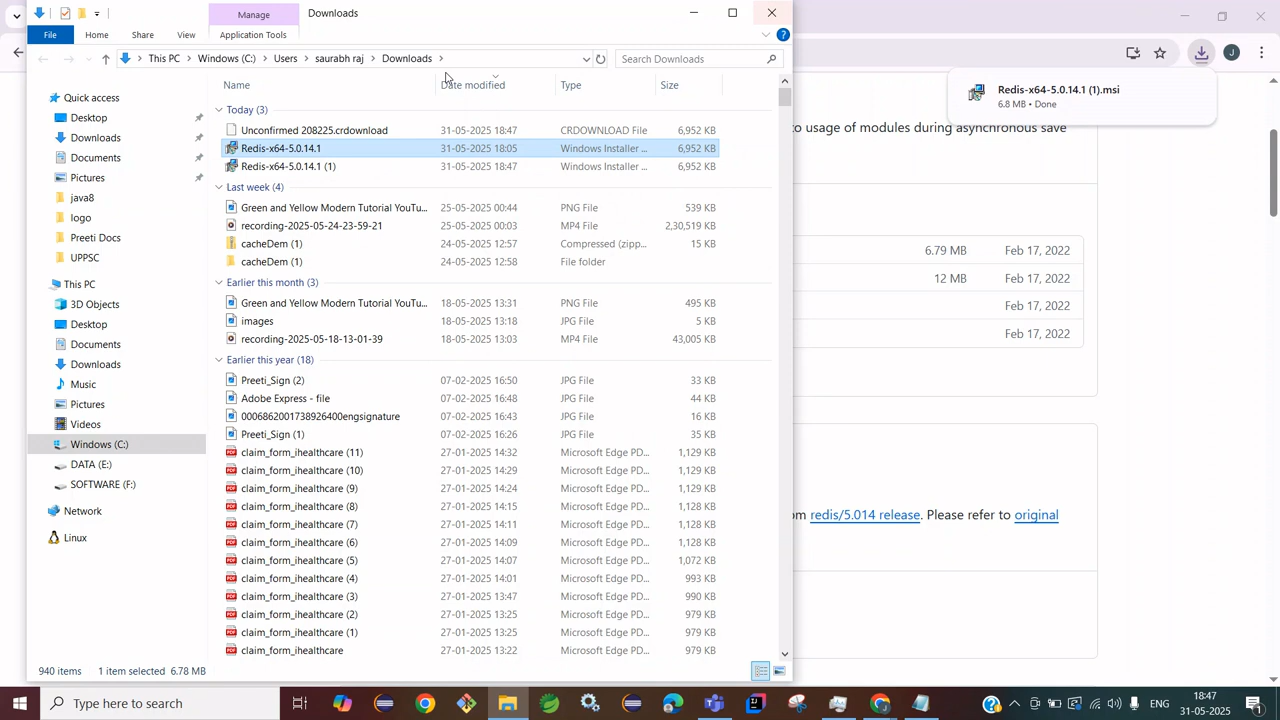 Manage
Downloads
File
Home
Share
View
Application Tools
This PC
Windows (C:)
Users
saurabh raj
Downloads
Search Downloads
Name
Date modified
Type
Size
Quick access
Desktop
Downloads
Documents
Pictures
java8
logo
Preeti Docs
UPPSC
This PC
3D Objects
Desktop
Documents
Downloads
Music
Pictures
Videos
Windows (C:)
DATA (E:)
SOFTWARE (F:)
Network
Linux
Today (3)
Unconfirmed 208225.crdownload 31-05-2025 18:47 CRDOWNLOAD File 6,952 KB
Redis-x64-5.0.14.1 31-05-2025 18:05 Windows Installer ... 6,952 KB
Redis-x64-5.0.14.1 (1) 31-05-2025 18:47 Windows Installer ... 6,952 KB
Last week (4)
Green and Yellow Modern Tutorial YouTu... 25-05-2025 00:44 PNG File 539 KB
recording-2025-05-24-23-59-21 25-05-2025 00:03 MP4 File 2,30,519 KB
cacheDem (1) 24-05-2025 12:57 Compressed (zipp... 15 KB
cacheDem (1) 24-05-2025 12:58 File folder
Earlier this month (3)
Green and Yellow Modern Tutorial YouTu... 18-05-2025 13:31 PNG File 495 KB
images 18-05-2025 13:18 JPG File 5 KB
recording-2025-05-18-13-01-39 18-05-2025 13:03 MP4 File 43,005 KB
Earlier this year (18)
Preeti_Sign (2) 07-02-2025 16:50 JPG File 33 KB
Adobe Express - file 07-02-2025 16:48 JPG File 44 KB
0006862001738926400engsignature 07-02-2025 16:43 JPG File 16 KB
Preeti_Sign (1) 07-02-2025 16:26 JPG File 35 KB
claim_form_ihealthcare (11) 27-01-2025 14:32 Microsoft Edge PD... 1,129 KB
claim_form_ihealthcare (10) 27-01-2025 14:29 Microsoft Edge PD... 1,129 KB
claim_form_ihealthcare (9) 27-01-2025 14:24 Microsoft Edge PD... 1,129 KB
claim_form_ihealthcare (8) 27-01-2025 14:15 Microsoft Edge PD... 1,128 KB
claim_form_ihealthcare (7) 27-01-2025 14:11 Microsoft Edge PD... 1,128 KB
claim_form_ihealthcare (6) 27-01-2025 14:09 Microsoft Edge PD... 1,128 KB
claim_form_ihealthcare (5) 27-01-2025 14:07 Microsoft Edge PD... 1,072 KB
claim_form_ihealthcare (4) 27-01-2025 14:01 Microsoft Edge PD... 993 KB
claim_form_ihealthcare (3) 27-01-2025 13:47 Microsoft Edge PD... 990 KB
claim_form_ihealthcare (2) 27-01-2025 13:25 Microsoft Edge PD... 979 KB
claim_form_ihealthcare (1) 27-01-2025 13:25 Microsoft Edge PD... 979 KB
claim_form_ihealthcare 27-01-2025 13:22 Microsoft Edge PD... 979 KB
940 items 1 item selected 6.78 MB
J
Redis-x64-5.0.14.1 (1).msi
6.8 MB • Done
to usage of modules during asynchronous save
6.79 MB Feb 17, 2022
12 MB Feb 17, 2022
Feb 17, 2022
Feb 17, 2022
om redis/5.014 release. Please refer to original
Type here to search
ENG
18:47
31-05-2025